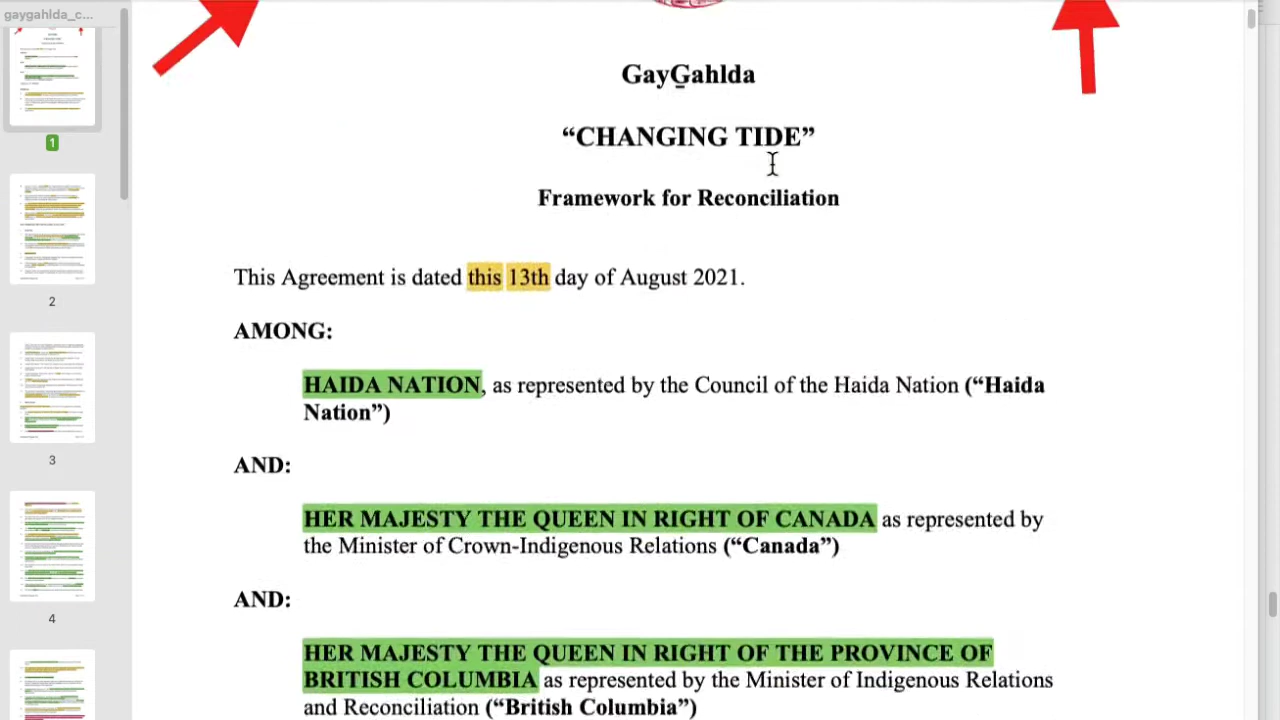 gaygahlda_c...
1
2
3
4
GayG̲ahlda
“CHANGING TIDE”
Framework for Reconciliation
This Agreement is dated this 13th day of August 2021.
AMONG:
HAIDA NATION, as represented by the Council of the Haida Nation (“Haida
Nation”)
AND:
HER MAJESTY THE QUEEN IN RIGHT OF CANADA as represented by
the Minister of Crown-Indigenous Relations (“Canada”)
AND:
HER MAJESTY THE QUEEN IN RIGHT OF THE PROVINCE OF
BRITISH COLUMBIA as represented by the Minister of Indigenous Relations
and Reconciliation (“British Columbia”)